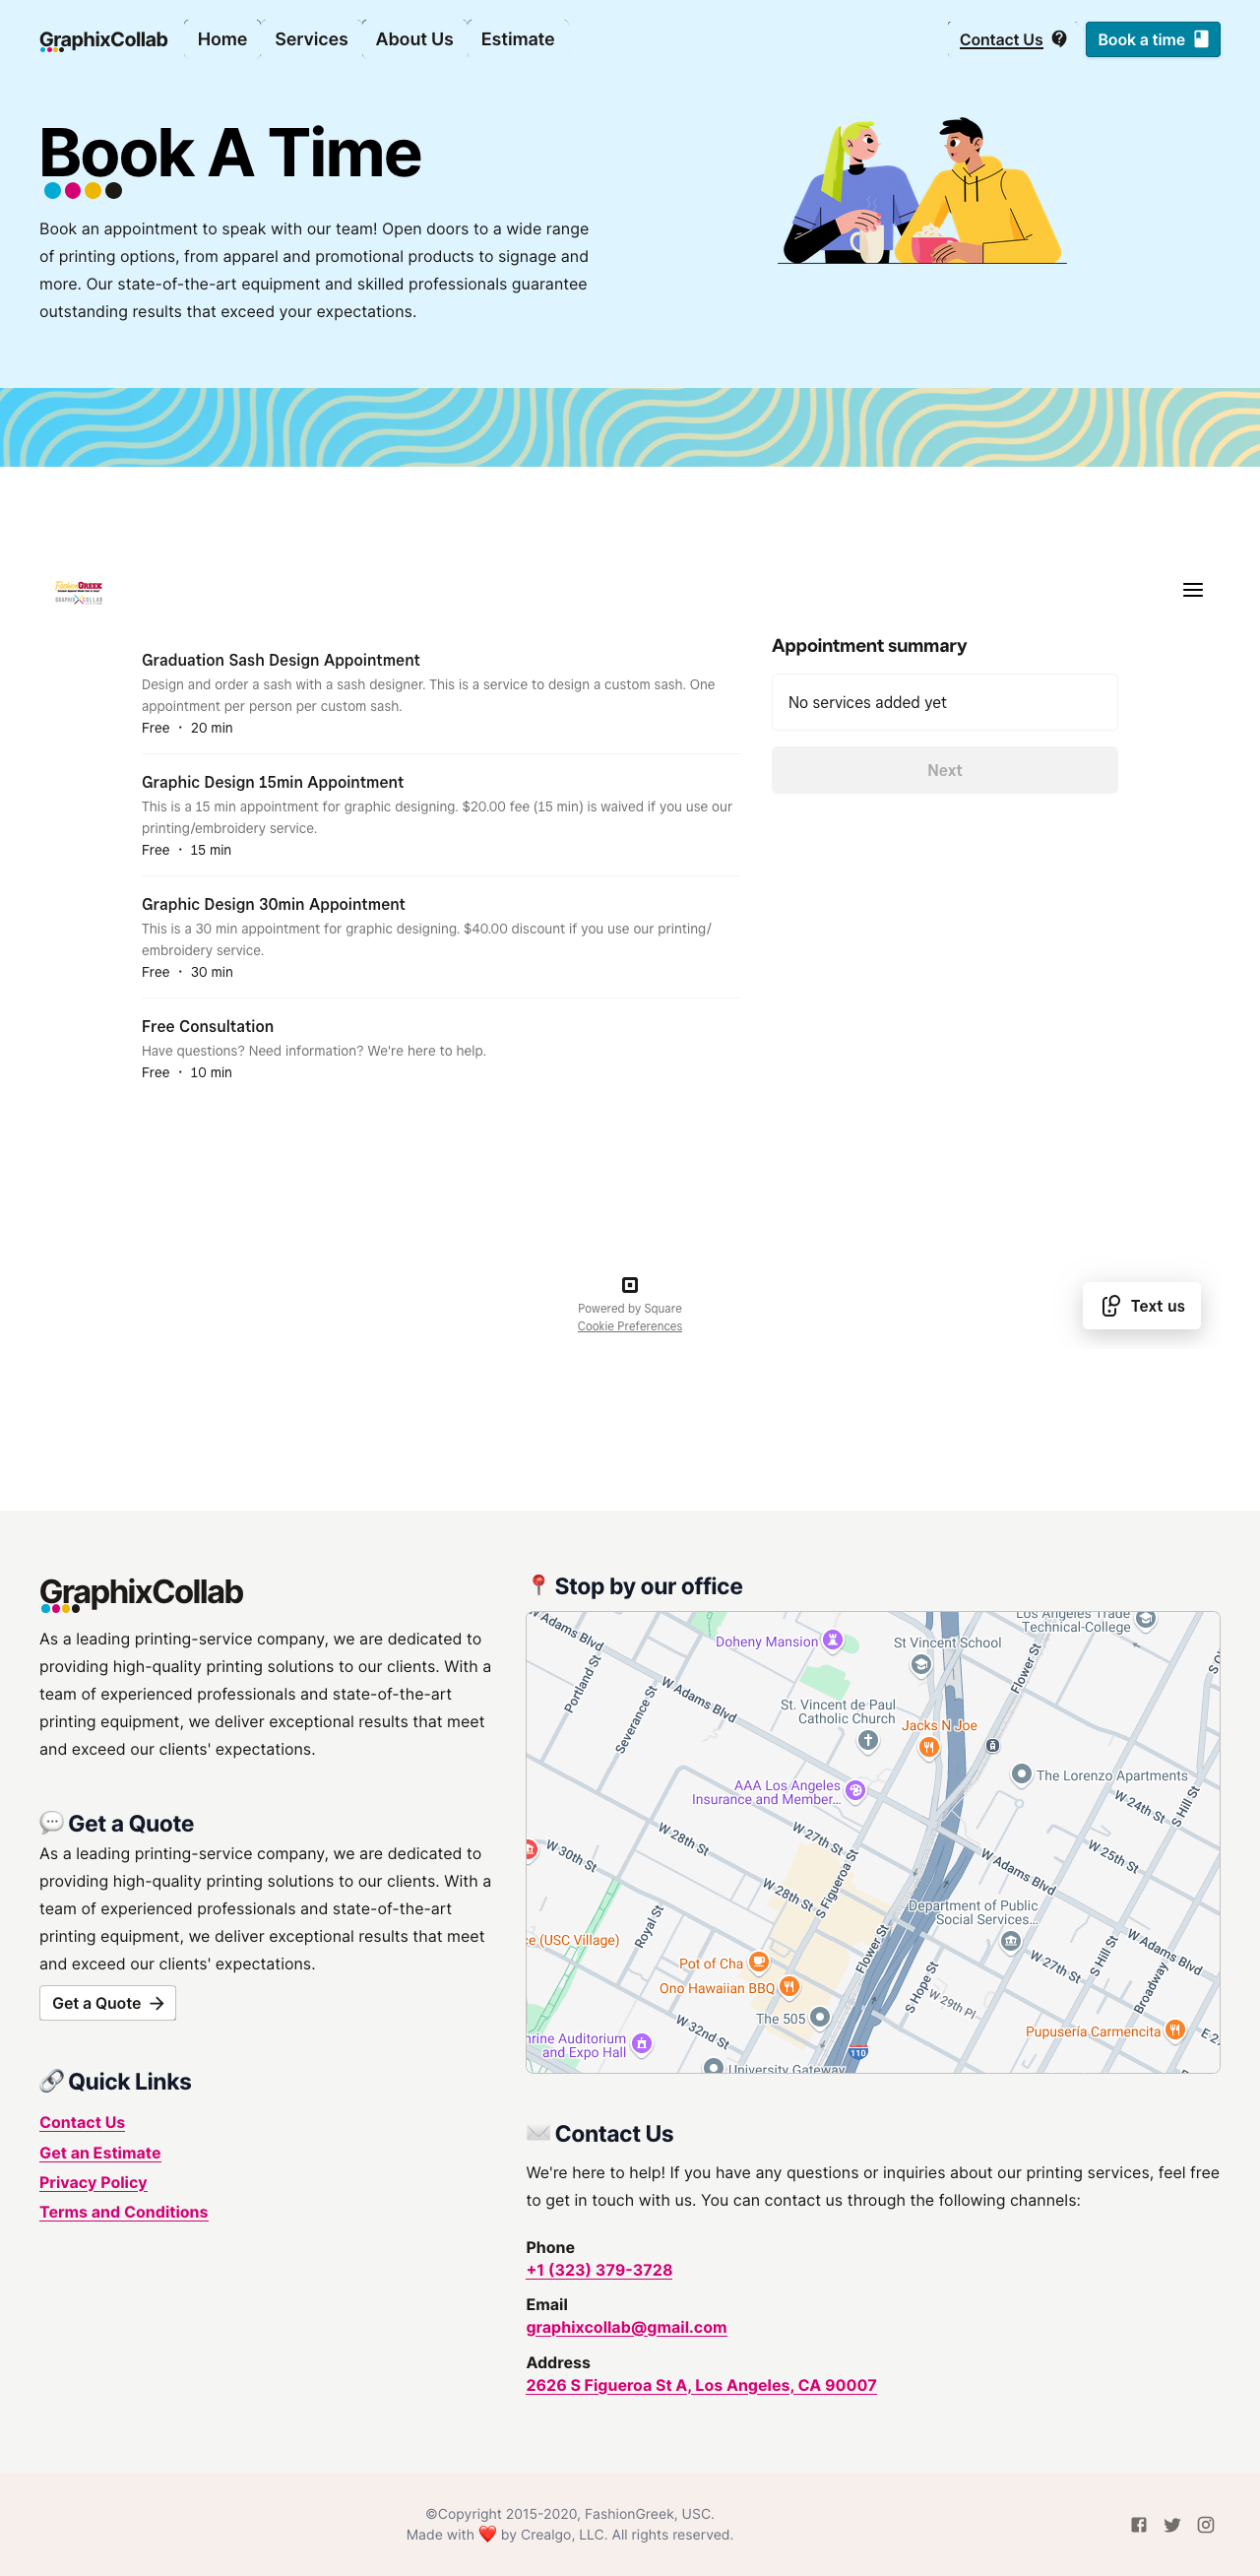 GraphixCollab
Home
Services
About Us
Estimate
Contact Us
Book a time
Book A Time
Book an appointment to speak with our team! Open doors to a wide range
of printing options, from apparel and promotional products to signage and
more. Our state-of-the-art equipment and skilled professionals guarantee
outstanding results that exceed your expectations.
Graduation Sash Design Appointment
Design and order a sash with a sash designer. This is a service to design a custom sash. One
appointment per person per custom sash.
Free · 20 min
Graphic Design 15min Appointment
This is a 15 min appointment for graphic designing. $20.00 fee (15 min) is waived if you use our
printing/embroidery service.
Free · 15 min
Graphic Design 30min Appointment
This is a 30 min appointment for graphic designing. $40.00 discount if you use our printing/
embroidery service.
Free · 30 min
Free Consultation
Have questions? Need information? We're here to help.
Free · 10 min
Appointment summary
No services added yet
Next
Powered by Square
Cookie Preferences
Text us
GraphixCollab
As a leading printing-service company, we are dedicated to
providing high-quality printing solutions to our clients. With a
team of experienced professionals and state-of-the-art
printing equipment, we deliver exceptional results that meet
and exceed our clients' expectations.
💬 Get a Quote
As a leading printing-service company, we are dedicated to
providing high-quality printing solutions to our clients. With a
team of experienced professionals and state-of-the-art
printing equipment, we deliver exceptional results that meet
and exceed our clients' expectations.
Get a Quote →
🔗 Quick Links
Contact Us
Get an Estimate
Privacy Policy
Terms and Conditions
📍 Stop by our office
W Adams Blvd
Portland St
Severance St
Doheny Mansion
W Adams Blvd
St Vincent School
Los Angeles Trade
Technical-College
Flower St
St. Vincent de Paul
Catholic Church
Jacks N Joe
AAA Los Angeles
Insurance and Member...
The Lorenzo Apartments
W 24th St
S Hill St
W 30th St
W 28th St
W 27th St
W 28th St
S Figueroa St
W Adams Blvd
W 25th St
Department of Public
Social Services...
Royal St
ce (USC Village)
Pot of Cha
Ono Hawaiian BBQ
The 505
Flower St
S Hope St
W 27th St
W 29th Pl
S Hill St
W Adams Blvd
Broadway
Pupusería Carmencita
hrine Auditorium
and Expo Hall
W 32nd St
University Gateway
110
✉️ Contact Us
We're here to help! If you have any questions or inquiries about our printing services, feel free
to get in touch with us. You can contact us through the following channels:
Phone
+1 (323) 379-3728
Email
graphixcollab@gmail.com
Address
2626 S Figueroa St A, Los Angeles, CA 90007
©Copyright 2015-2020, FashionGreek, USC.
Made with ❤️ by Crealgo, LLC. All rights reserved.